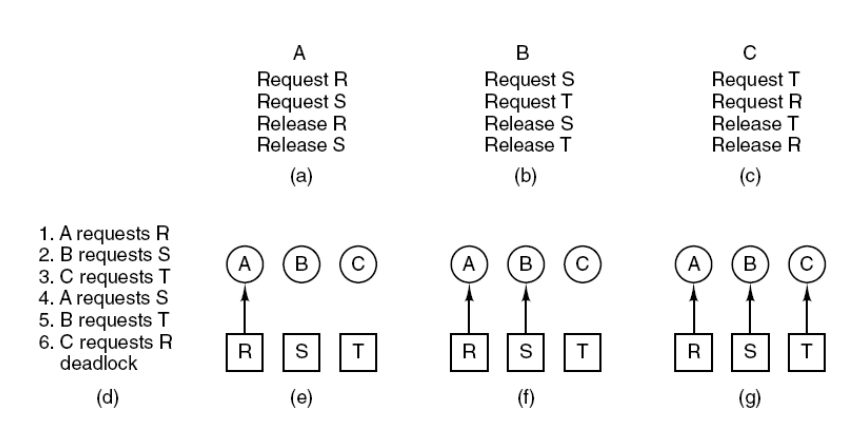 A
Request R
Request S
Release R
Release S
(a)
B
Request S
Request T
Release S
Release T
(b)
C
Request T
Request R
Release T
Release R
(c)
1. A requests R
2. B requests S
3. C requests T
4. A requests S
5. B requests T
6. C requests R
deadlock
(d)
A B C
R S T
(e)
A B C
R S T
(f)
A B C
R S T
(g)